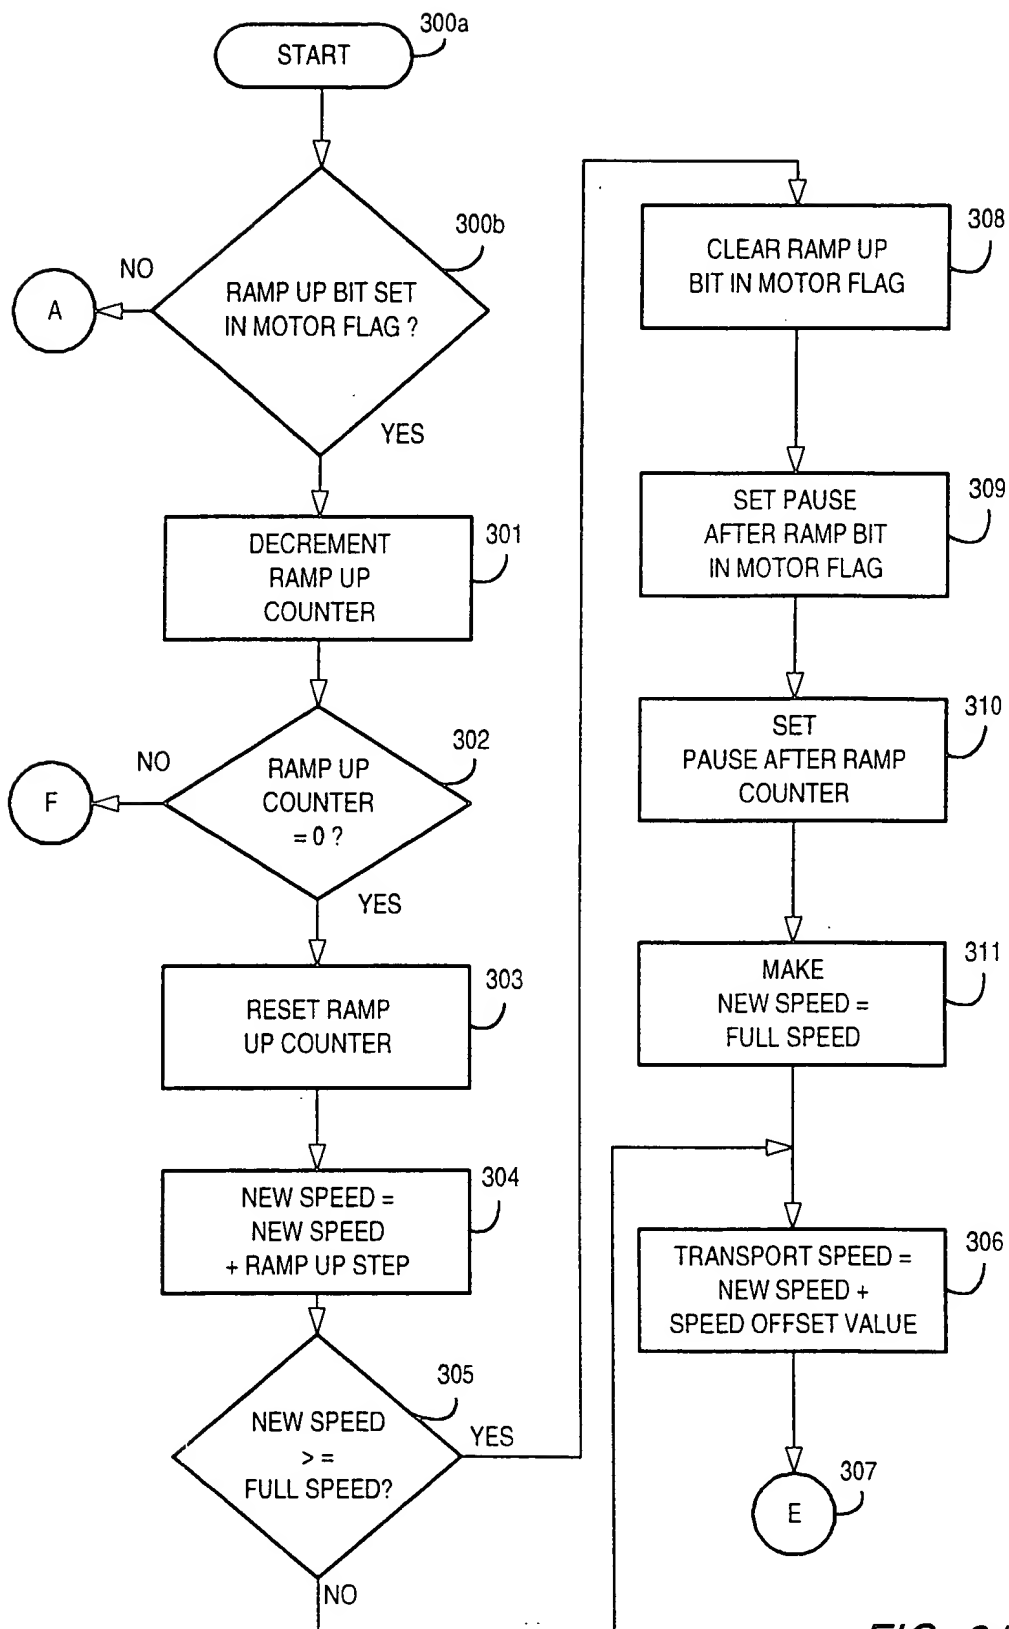 START
300a
RAMP UP BIT SET
IN MOTOR FLAG ?
300b
NO
A
YES
DECREMENT
RAMP UP
COUNTER
301
RAMP UP
COUNTER
= 0 ?
302
NO
F
YES
RESET RAMP
UP COUNTER
303
NEW SPEED =
NEW SPEED
+ RAMP UP STEP
304
NEW SPEED
> =
FULL SPEED?
305
YES
NO
CLEAR RAMP UP
BIT IN MOTOR FLAG
308
SET PAUSE
AFTER RAMP BIT
IN MOTOR FLAG
309
SET
PAUSE AFTER RAMP
COUNTER
310
MAKE
NEW SPEED =
FULL SPEED
311
TRANSPORT SPEED =
NEW SPEED +
SPEED OFFSET VALUE
306
E
307